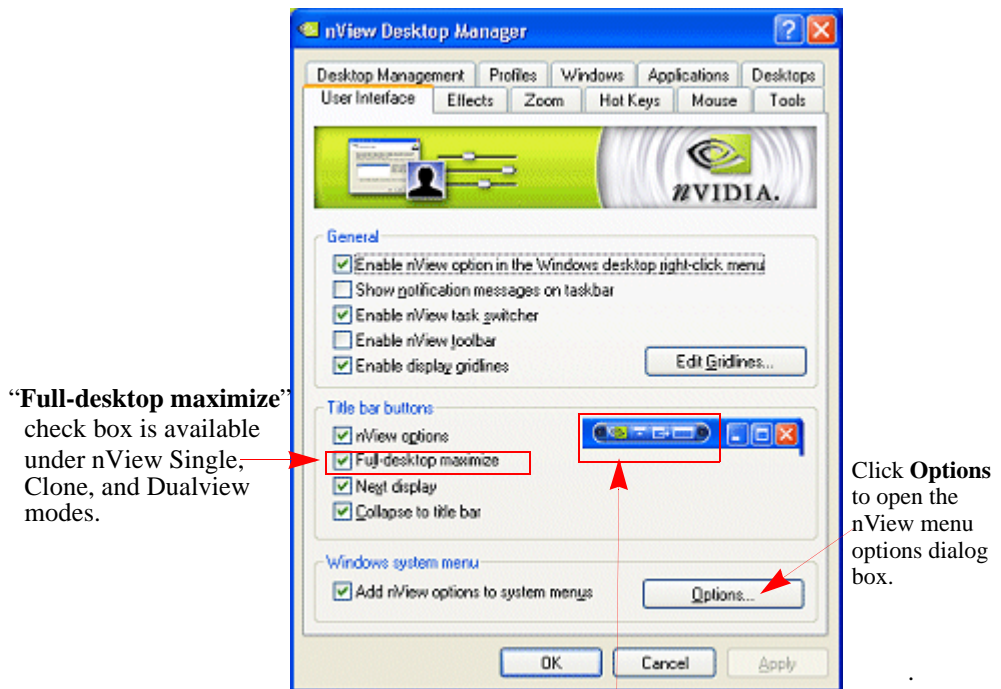 nView Desktop Manager
Desktop Management Profiles Windows Applications Desktops
User Interface Effects Zoom Hot Keys Mouse Tools
nVIDIA.
General
Enable nView option in the Windows desktop right-click menu
Show notification messages on taskbar
Enable nView task switcher
Enable nView toolbar
Enable display gridlines
Edit Gridlines...
“Full-desktop maximize”
check box is available
under nView Single,
Clone, and Dualview
modes.
Title bar buttons
nView options
Full-desktop maximize
Next display
Collapse to title bar
Click Options
to open the
nView menu
options dialog
box.
Windows system menu
Add nView options to system menus
Options...
OK Cancel Apply
.